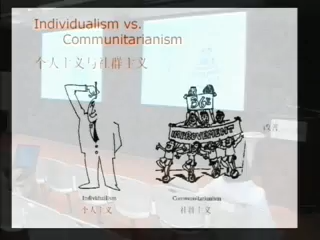 Individualism vs.
Communitarianism
个人主义与社群主义
IMPROVEMENT
Individualism
Communitarianism
个人主义
社群主义